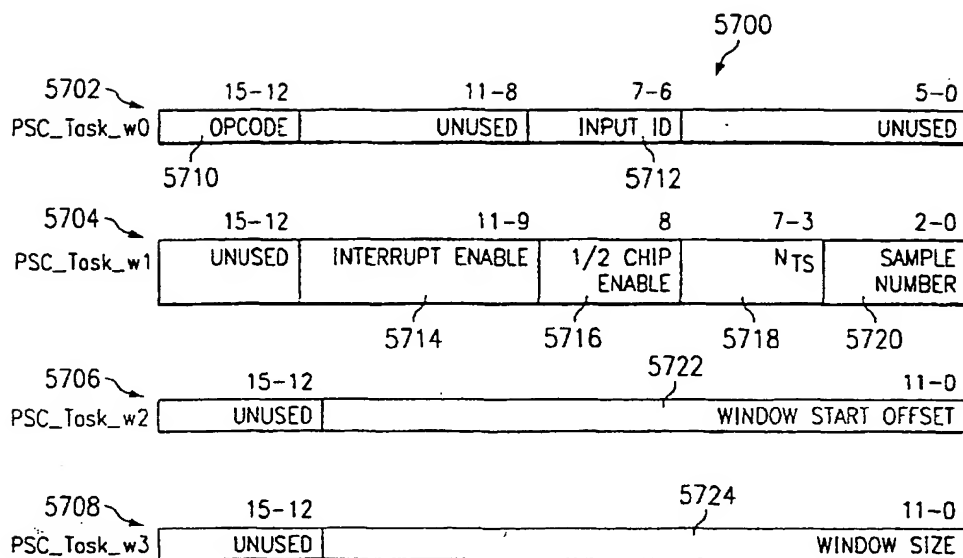 5700
5702
15-12 11-8 7-6 5-0
PSC_Task_w0 OPCODE UNUSED INPUT ID UNUSED
5710 5712
5704
15-12 11-9 8 7-3 2-0
PSC_Task_w1 UNUSED INTERRUPT ENABLE 1/2 CHIP ENABLE NTS SAMPLE NUMBER
5714 5716 5718 5720
5706
15-12 5722 11-0
PSC_Task_w2 UNUSED WINDOW START OFFSET
5708
15-12 5724 11-0
PSC_Task_w3 UNUSED WINDOW SIZE